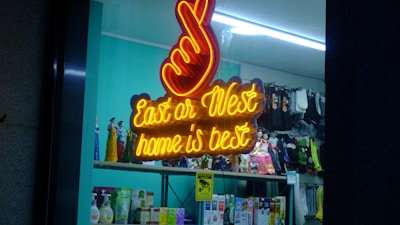 East or West
home is best